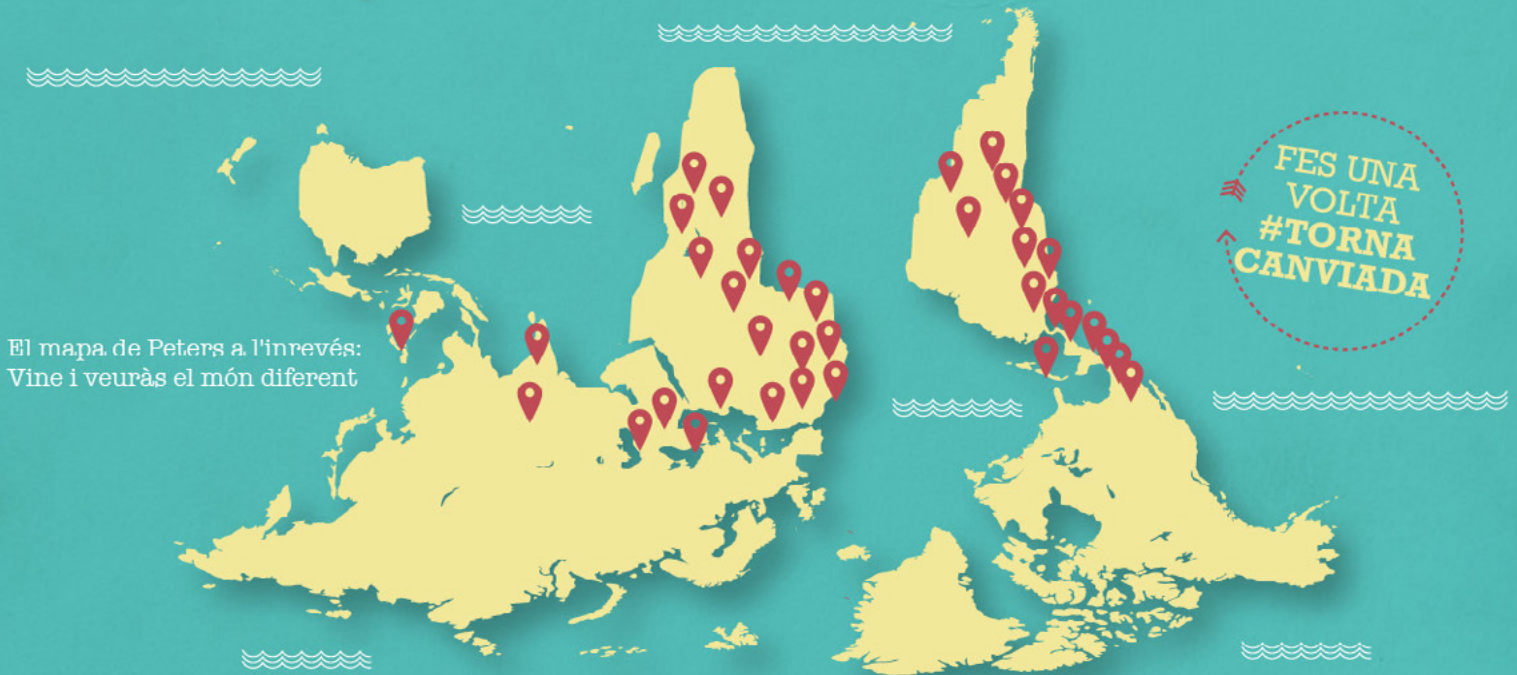 El mapa de Peters a l'inrevés:
Vine i veuràs el món diferent
FES UNA
VOLTA
#TORNA
CANVIADA